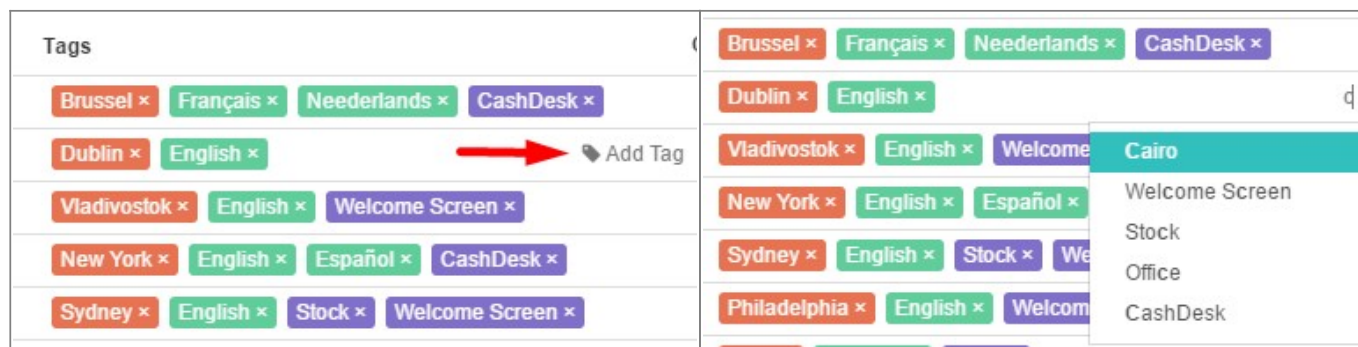 Tags
Brussel × Français × Neederlands × CashDesk ×
Dublin × English × Add Tag
Vladivostok × English × Welcome Screen ×
New York × English × Español × CashDesk ×
Sydney × English × Stock × Welcome Screen ×
Brussel × Français × Neederlands × CashDesk ×
Dublin × English ×
Vladivostok × English × Welcome
New York × English × Español ×
Sydney × English × Stock × We
Philadelphia × English × Welcom
Cairo
Welcome Screen
Stock
Office
CashDesk